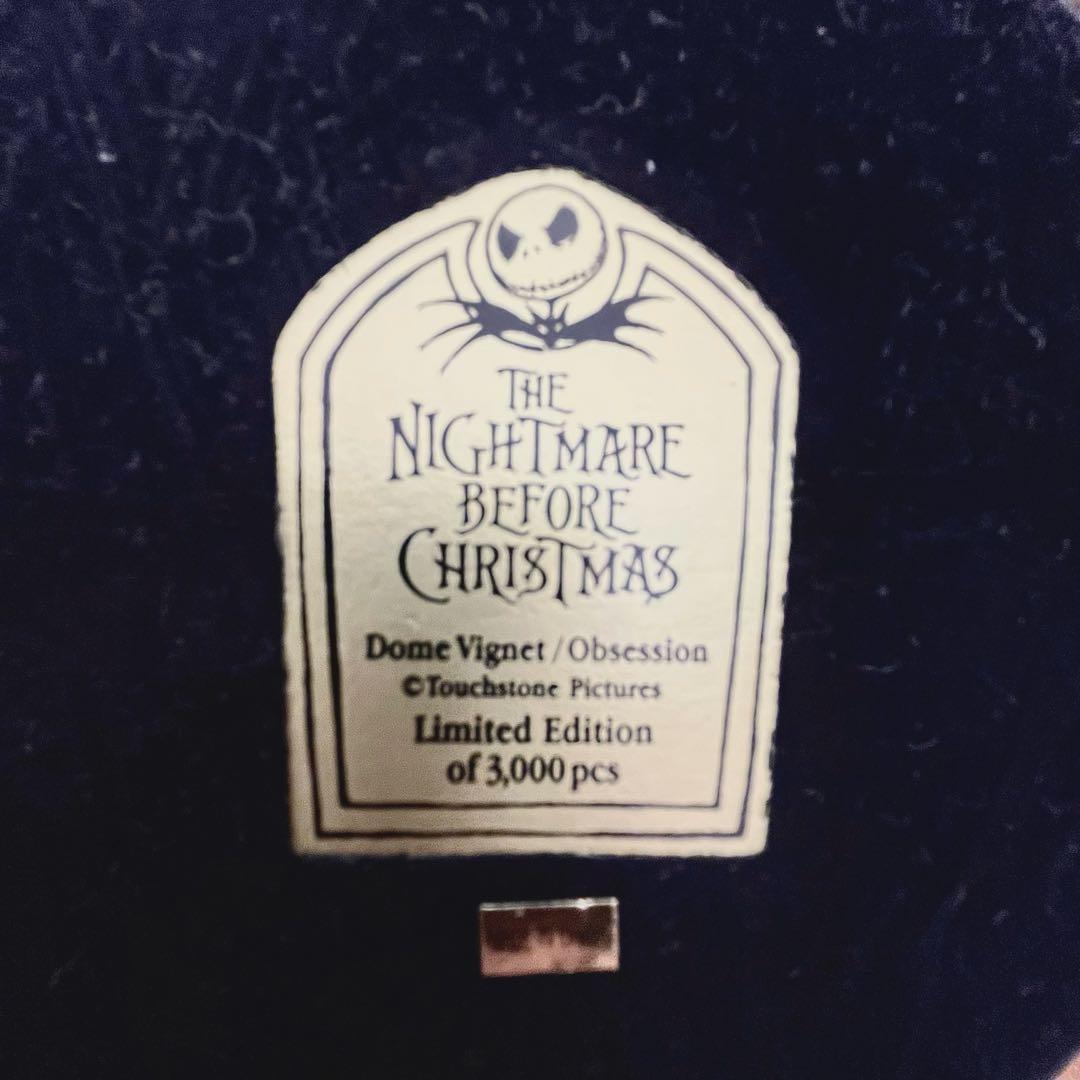 THE
NIGHTMARE
BEFORE
CHRISTMAS
Dome Vignet / Obsession
©Touchstone Pictures
Limited Edition
of 3,000 pcs